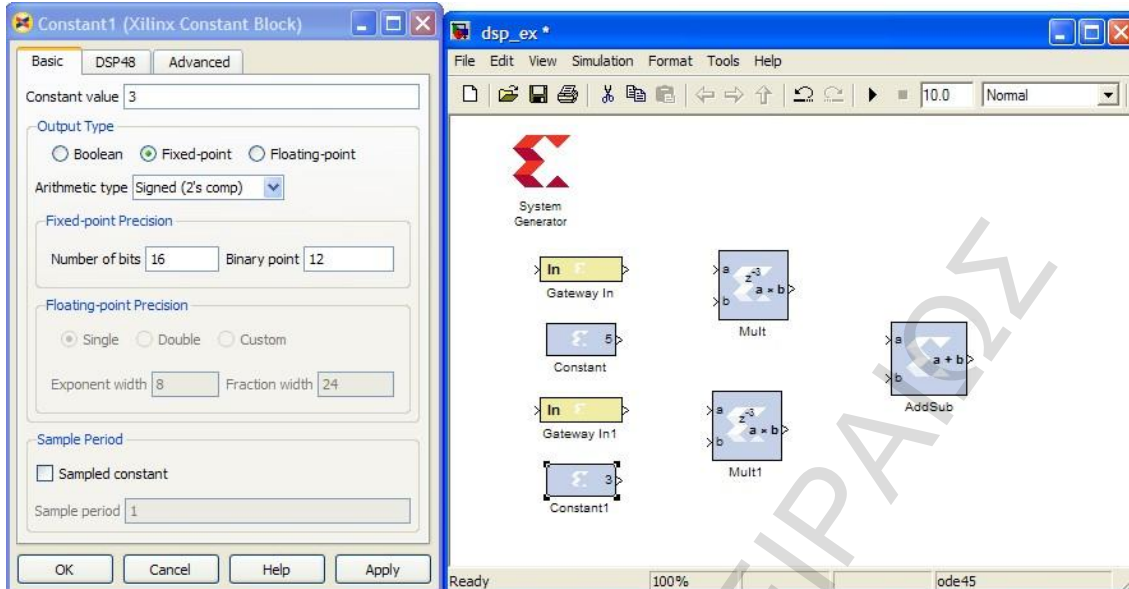 Constant1 (Xilinx Constant Block)
Basic DSP48 Advanced
Constant value 3
Output Type
Boolean Fixed-point Floating-point
Arithmetic type Signed (2's comp)
Fixed-point Precision
Number of bits 16 Binary point 12
Floating-point Precision
Single Double Custom
Exponent width 8 Fraction width 24
Sample Period
Sampled constant
Sample period 1
OK Cancel Help Apply
dsp_ex *
File Edit View Simulation Format Tools Help
10.0 Normal
System
Generator
In
Gateway In
5
Constant
In
Gateway In1
3
Constant1
a
z-3
a × b
b
Mult
a
z-3
a × b
b
Mult1
a
a + b
b
AddSub
Ready 100% ode45
ΕΙΡΑΙΩΣ